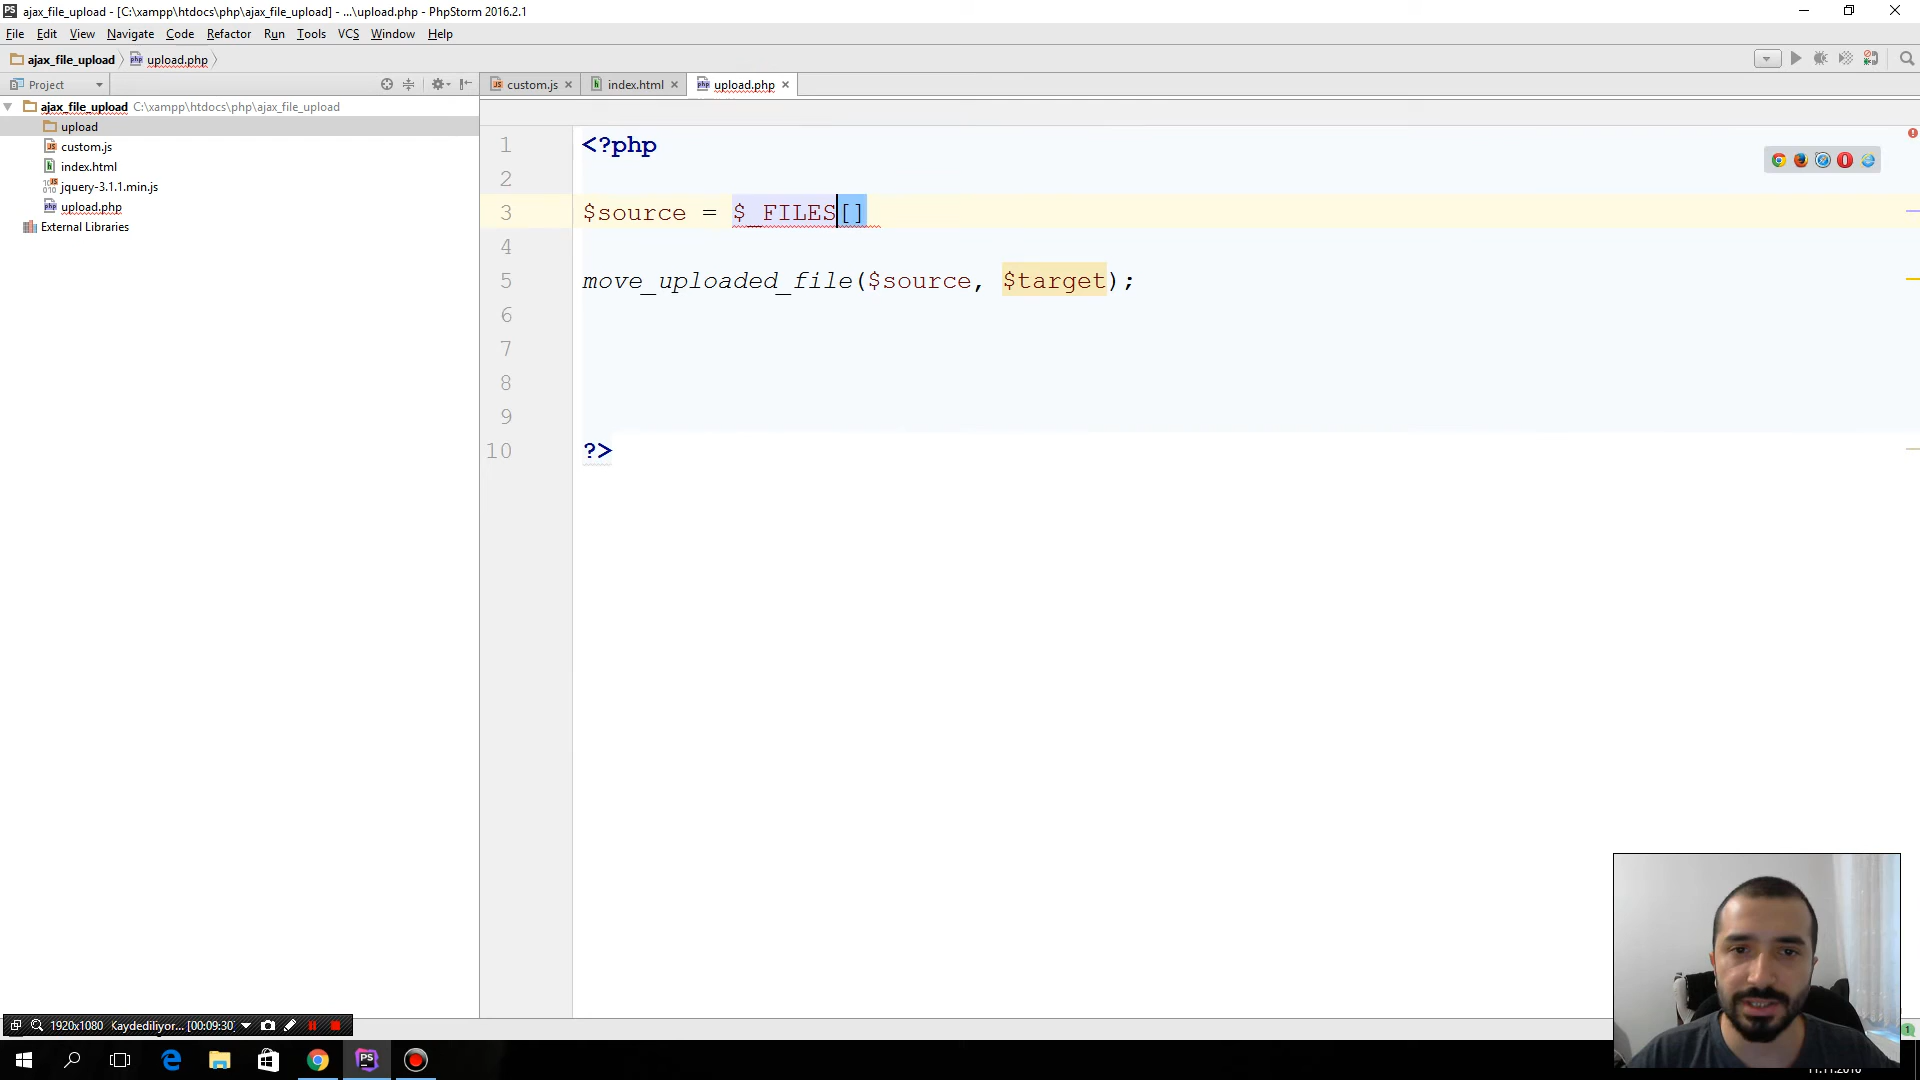 ajax_file_upload - [C:\xampp\htdocs\php\ajax_file_upload] - ...\upload.php - PhpStorm 2016.2.1
File Edit View Navigate Code Refactor Run Tools VCS Window Help
ajax_file_upload upload.php
Project
custom.js index.html upload.php
ajax_file_upload C:\xampp\htdocs\php\ajax_file_upload
upload
custom.js
index.html
jquery-3.1.1.min.js
upload.php
External Libraries
1 <?php
2
3 $source = $_FILES[]
4
5 move_uploaded_file($source, $target);
6
7
8
9
10 ?>
1920x1080 Kaydediliyor... [00:09:30]
1